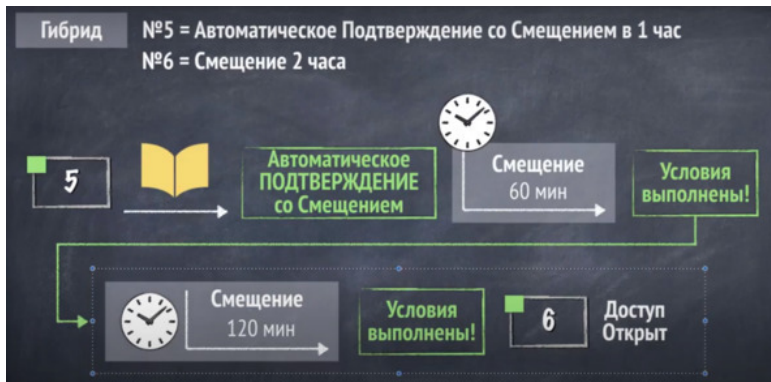 Гибрид
№5 = Автоматическое Подтверждение со Смещением в 1 час
№6 = Смещение 2 часа
5
Автоматическое
ПОДТВЕРЖДЕНИЕ
со Смещением
Смещение
60 мин
Условия
выполнены!
Смещение
120 мин
Условия
выполнены!
6
Доступ
Открыт